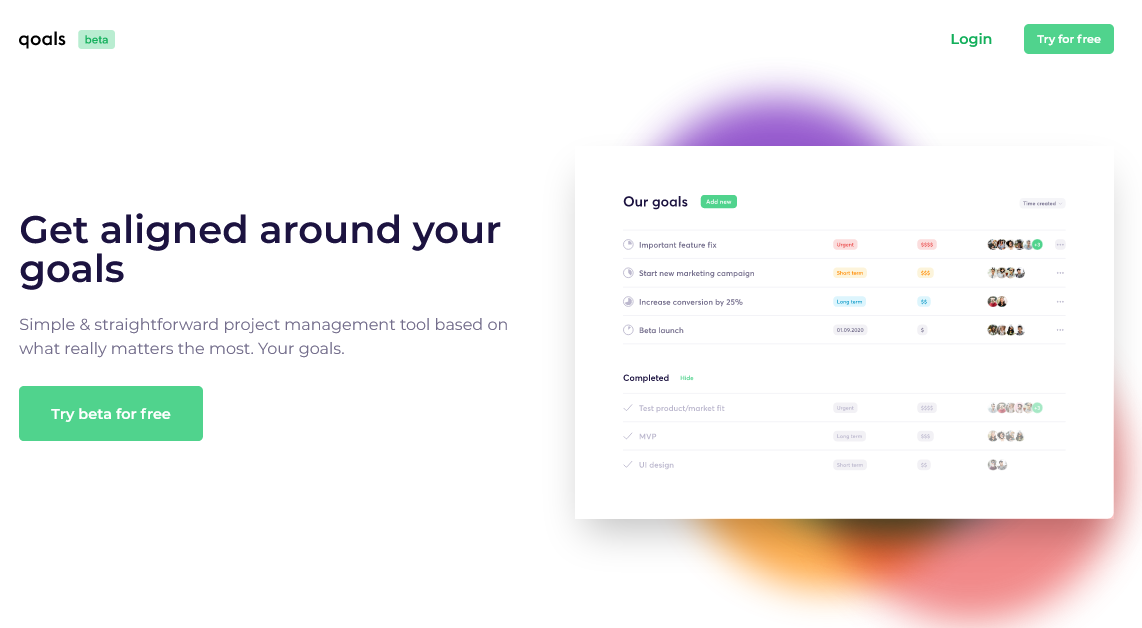 qoals beta
Login
Try for free
Get aligned around your
goals
Simple & straightforward project management tool based on
what really matters the most. Your goals.
Try beta for free
Our goals Add new
Time created
Important feature fix Urgent $$$$ +3
Start new marketing campaign Short term $$$
Increase conversion by 25% Long term $$
Beta launch 01.09.2020 $
Completed Hide
Test product/market fit Urgent $$$$ +3
MVP Long term $$$
UI design Short term $$